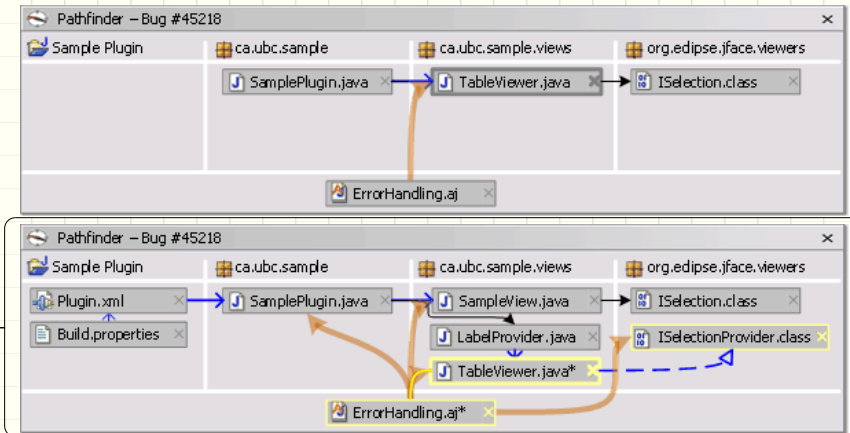 Pathfinder – Bug #45218
Sample Plugin ca.ubc.sample ca.ubc.sample.views org.edipse.jface.viewers
SamplePlugin.java TableViewer.java ISelection.class
ErrorHandling.aj
Pathfinder – Bug #45218
Sample Plugin ca.ubc.sample ca.ubc.sample.views org.edipse.jface.viewers
Plugin.xml SamplePlugin.java SampleView.java ISelection.class
Build.properties LabelProvider.java ISelectionProvider.class
TableViewer.java*
ErrorHandling.aj*